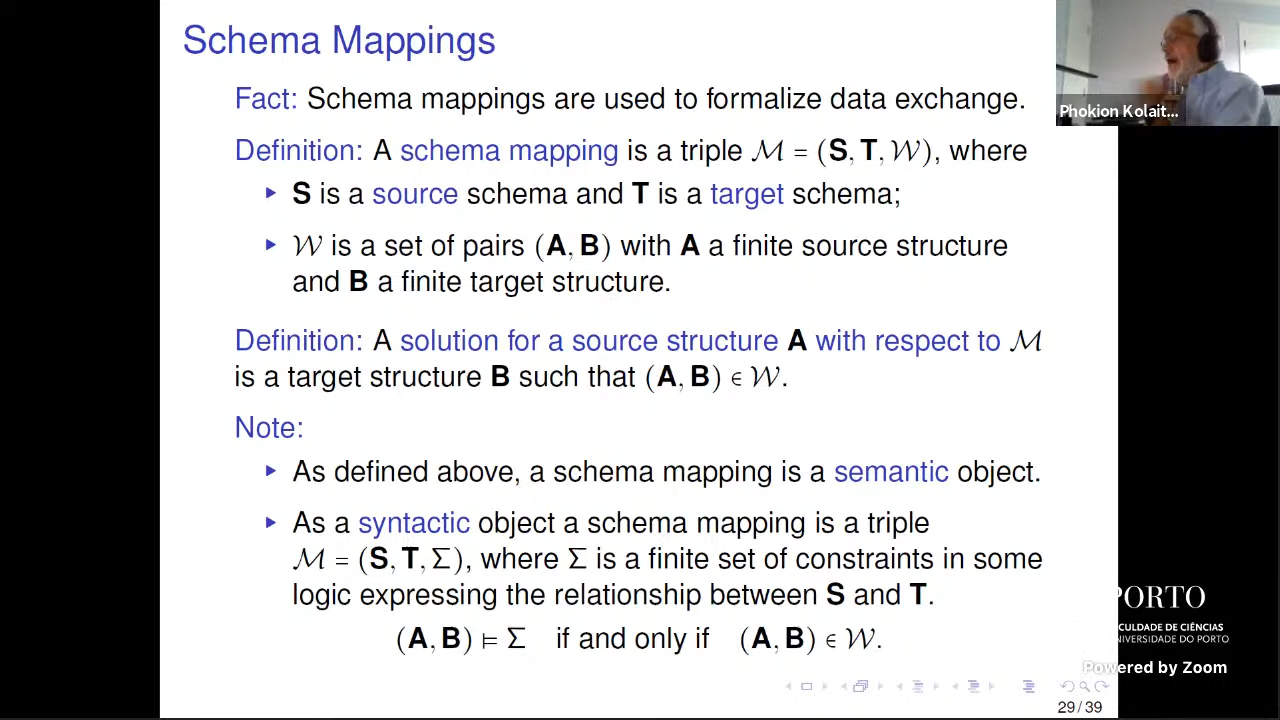 Schema Mappings
Fact: Schema mappings are used to formalize data exchange.
Definition: A schema mapping is a triple ℳ = (S, T, 𝒲), where
▸ S is a source schema and T is a target schema;
▸ 𝒲 is a set of pairs (A, B) with A a finite source structure
and B a finite target structure.
Definition: A solution for a source structure A with respect to ℳ
is a target structure B such that (A, B) ∈ 𝒲.
Note:
▸ As defined above, a schema mapping is a semantic object.
▸ As a syntactic object a schema mapping is a triple
ℳ = (S, T, Σ), where Σ is a finite set of constraints in some
logic expressing the relationship between S and T.
(A, B) ⊨ Σ if and only if (A, B) ∈ 𝒲.
29 / 39
Phokion Kolait...
PORTO
FACULDADE DE CIÊNCIAS
UNIVERSIDADE DO PORTO
Powered by Zoom